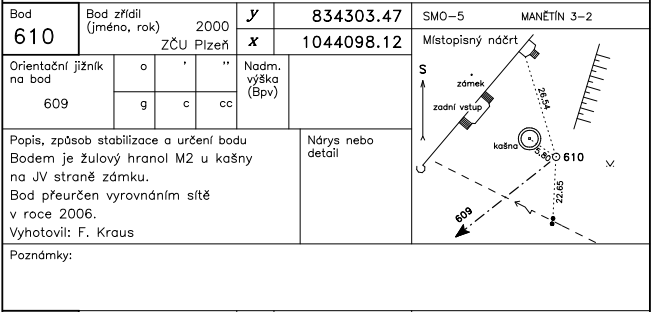 Bod
610
Bod zřídil
(jméno, rok)
2000
ZČU Plzeň
y
834303.47
x
1044098.12
SMO-5
MANĚTÍN 3-2
Orientační jižník
na bod
609
o
'
"
g
c
cc
Nadm.
výška
(Bpv)
Místopisný náčrt
S
zámek
zadní vstup
26.54
kašna
5.80
610
22.65
609
Popis, způsob stabilizace a určení bodu
Bodem je žulový hranol M2 u kašny
na JV straně zámku.
Bod přeurčen vyrovnáním sítě
v roce 2006.
Vyhotovil: F. Kraus
Nárys nebo
detail
Poznámky: